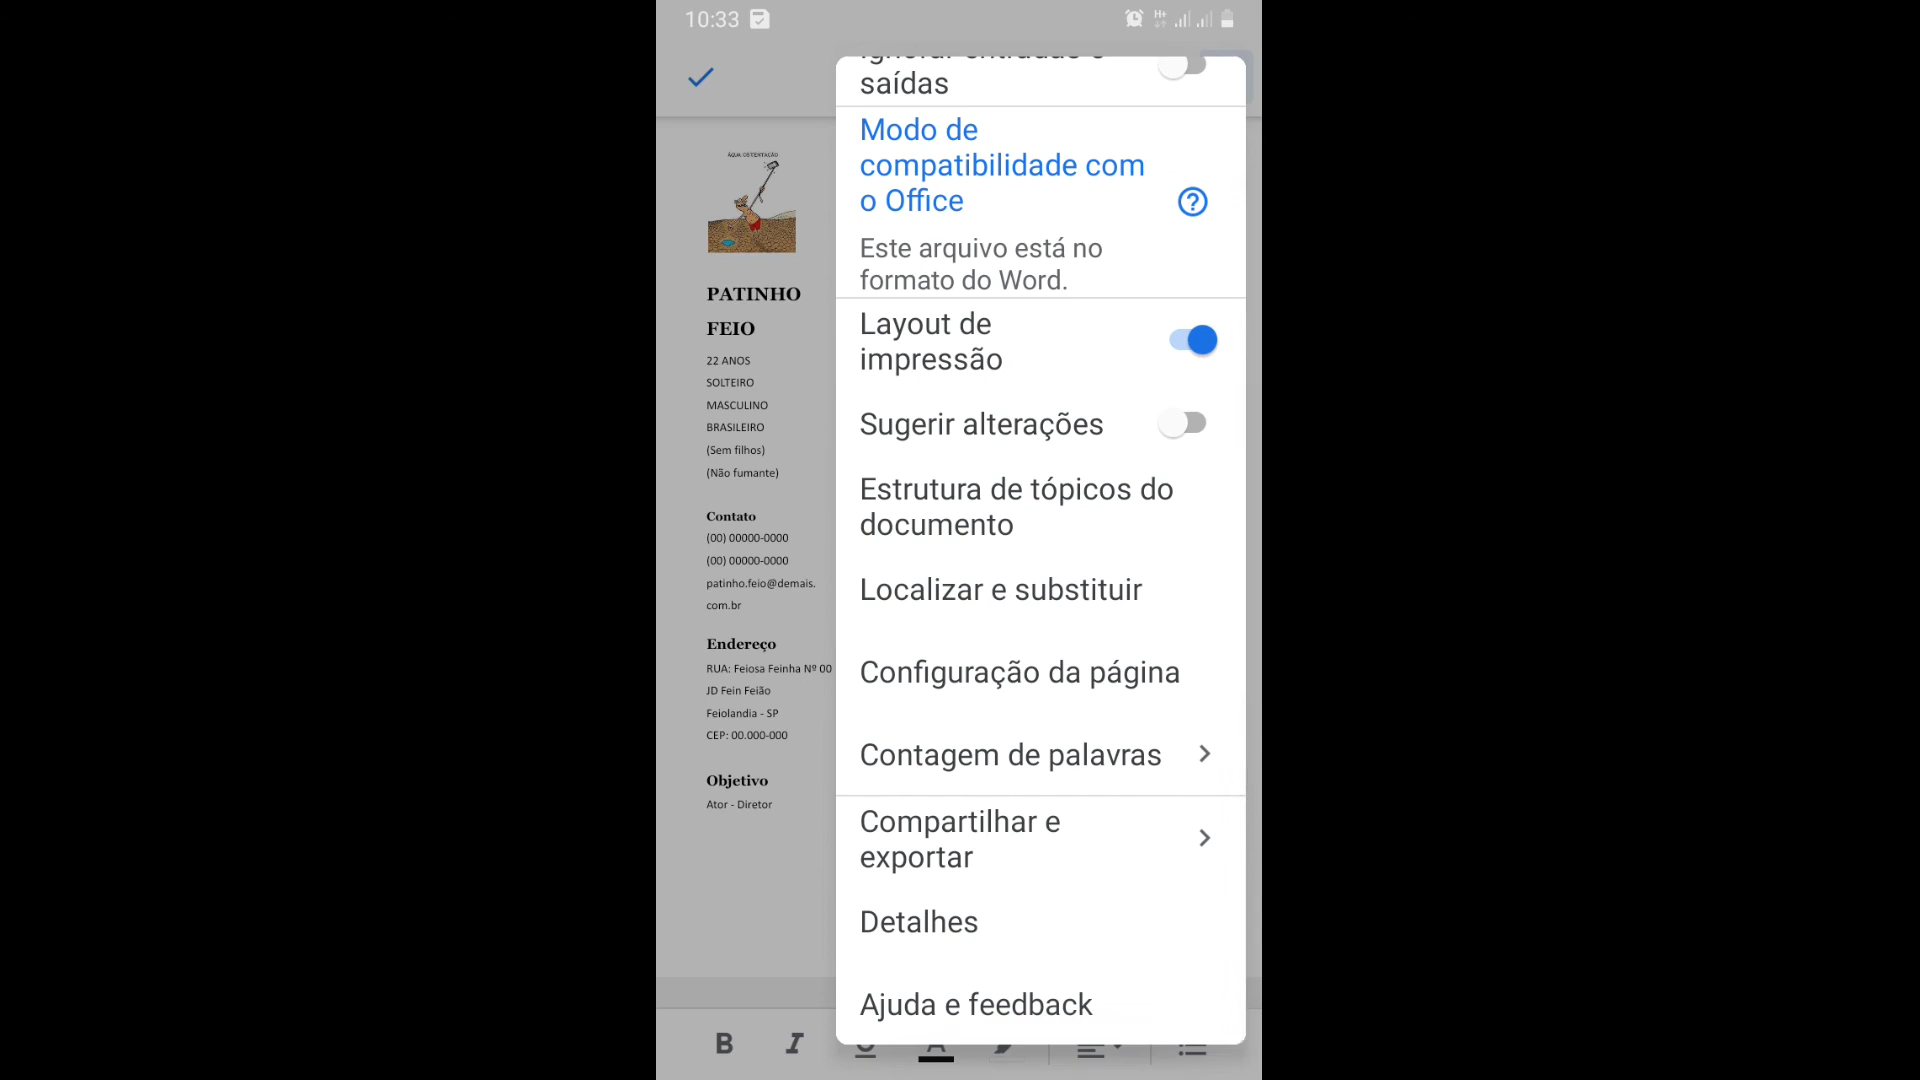 10:33
H+
saídas
Modo de
compatibilidade com
o Office
Este arquivo está no
formato do Word.
Layout de
impressão
Sugerir alterações
Estrutura de tópicos do
documento
Localizar e substituir
Configuração da página
Contagem de palavras
Compartilhar e
exportar
Detalhes
Ajuda e feedback
ÁGUA OSTENTAÇÃO
PATINHO
FEIO
22 ANOS
SOLTEIRO
MASCULINO
BRASILEIRO
(Sem filhos)
(Não fumante)
Contato
(00) 00000-0000
(00) 00000-0000
patinho.feio@demais.
com.br
Endereço
RUA: Feiosa Feinha Nº 00
JD Fein Feião
Feiolandia - SP
CEP: 00.000-000
Objetivo
Ator - Diretor
B I